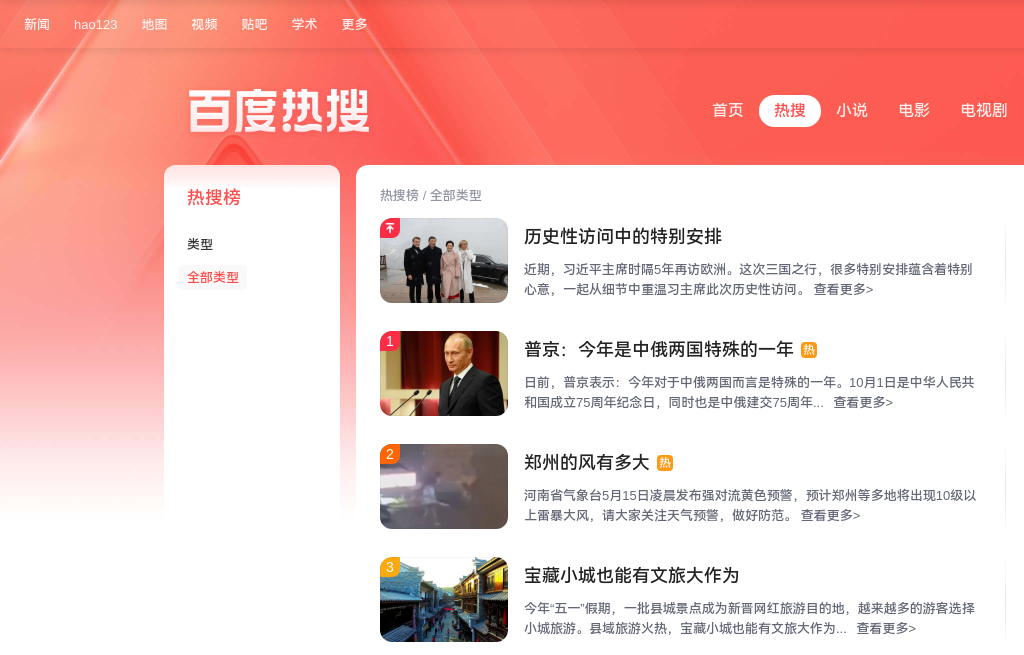 新闻 hao123 地图 视频 贴吧 学术 更多
百度热搜
首页 热搜 小说 电影 电视剧
热搜榜
类型
全部类型
热搜榜 / 全部类型
历史性访问中的特别安排
近期，习近平主席时隔5年再访欧洲。这次三国之行，很多特别安排蕴含着特别
心意，一起从细节中重温习主席此次历史性访问。 查看更多>
1
普京：今年是中俄两国特殊的一年 热
日前，普京表示：今年对于中俄两国而言是特殊的一年。10月1日是中华人民共
和国成立75周年纪念日，同时也是中俄建交75周年... 查看更多>
2
郑州的风有多大 热
河南省气象台5月15日凌晨发布强对流黄色预警，预计郑州等多地将出现10级以
上雷暴大风，请大家关注天气预警，做好防范。 查看更多>
3
宝藏小城也能有文旅大作为
今年“五一”假期，一批县城景点成为新晋网红旅游目的地，越来越多的游客选择
小城旅游。县域旅游火热，宝藏小城也能有文旅大作为... 查看更多>